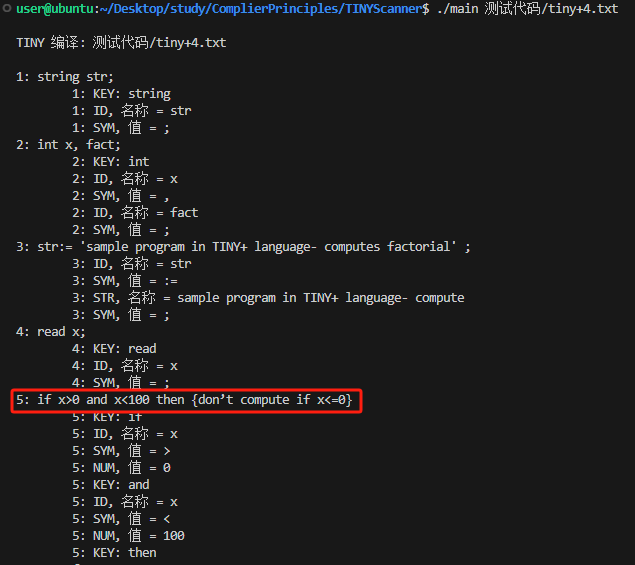 user@ubuntu:~/Desktop/study/ComplierPrinciples/TINYScanner$ ./main 测试代码/tiny+4.txt
TINY 编译: 测试代码/tiny+4.txt
1: string str;
1: KEY: string
1: ID, 名称 = str
1: SYM, 值 = ;
2: int x, fact;
2: KEY: int
2: ID, 名称 = x
2: SYM, 值 = ,
2: ID, 名称 = fact
2: SYM, 值 = ;
3: str:= 'sample program in TINY+ language- computes factorial' ;
3: ID, 名称 = str
3: SYM, 值 = :=
3: STR, 名称 = sample program in TINY+ language- compute
3: SYM, 值 = ;
4: read x;
4: KEY: read
4: ID, 名称 = x
4: SYM, 值 = ;
5: if x>0 and x<100 then {don’t compute if x<=0}
5: KEY: if
5: ID, 名称 = x
5: SYM, 值 = >
5: NUM, 值 = 0
5: KEY: and
5: ID, 名称 = x
5: SYM, 值 = <
5: NUM, 值 = 100
5: KEY: then